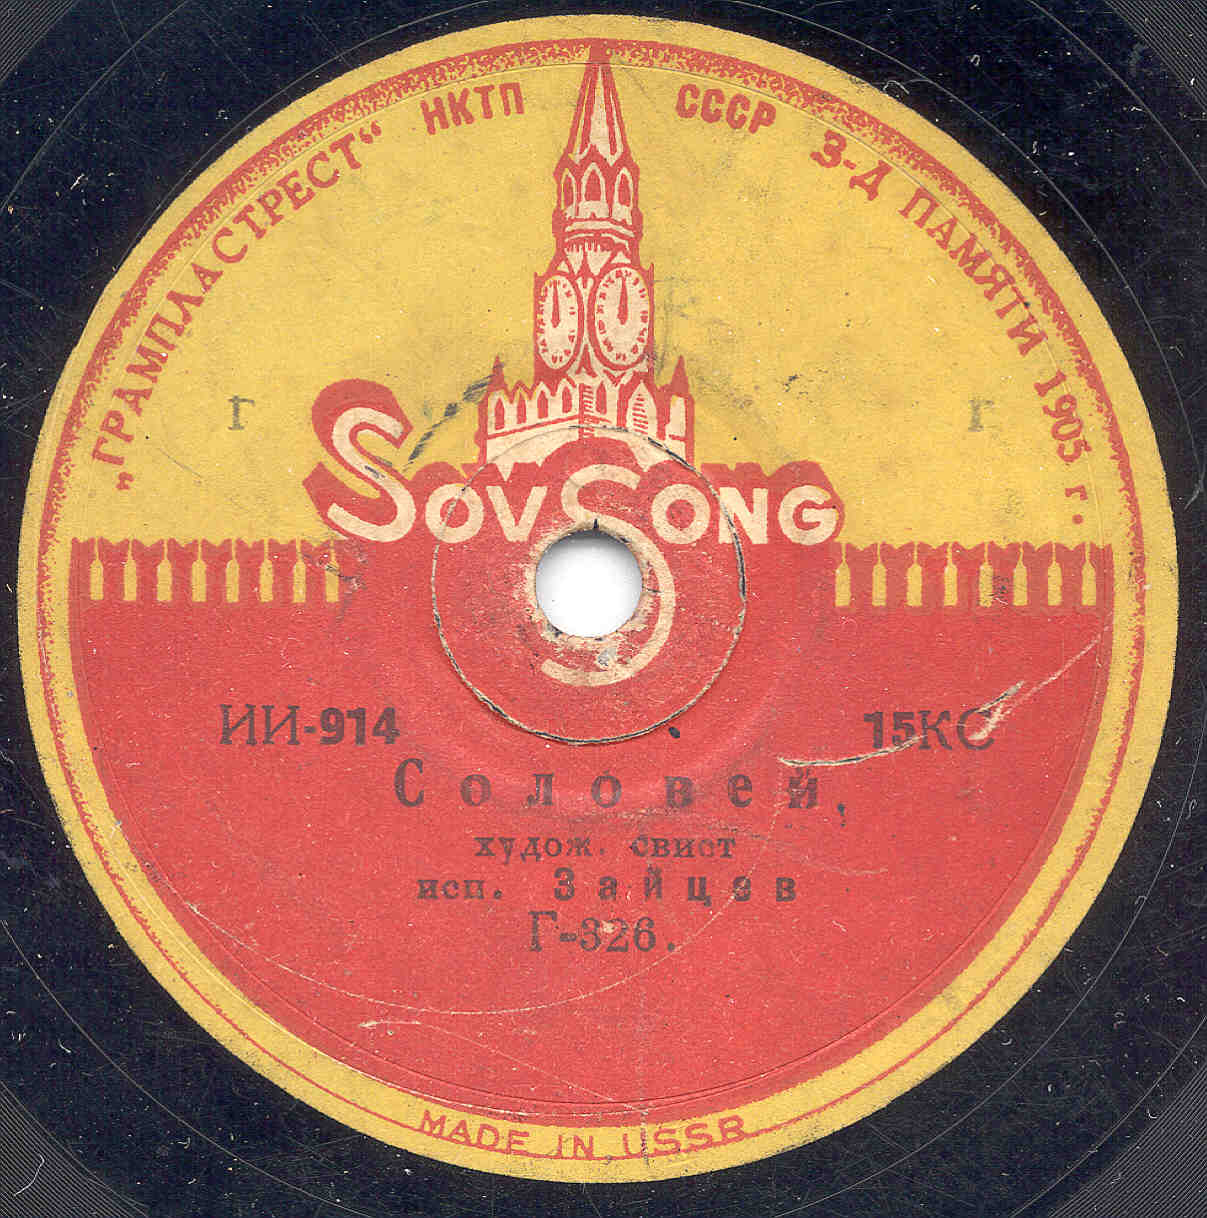 „ГРАМПЛАСТРЕСТ“ НКТП СССР З-Д ПАМЯТИ 1905 г.
г г
SOVSONG
ИИ-914 15КС
Соловей,
худож. свист
исп. Зайцев
Г-326.
MADE IN USSR